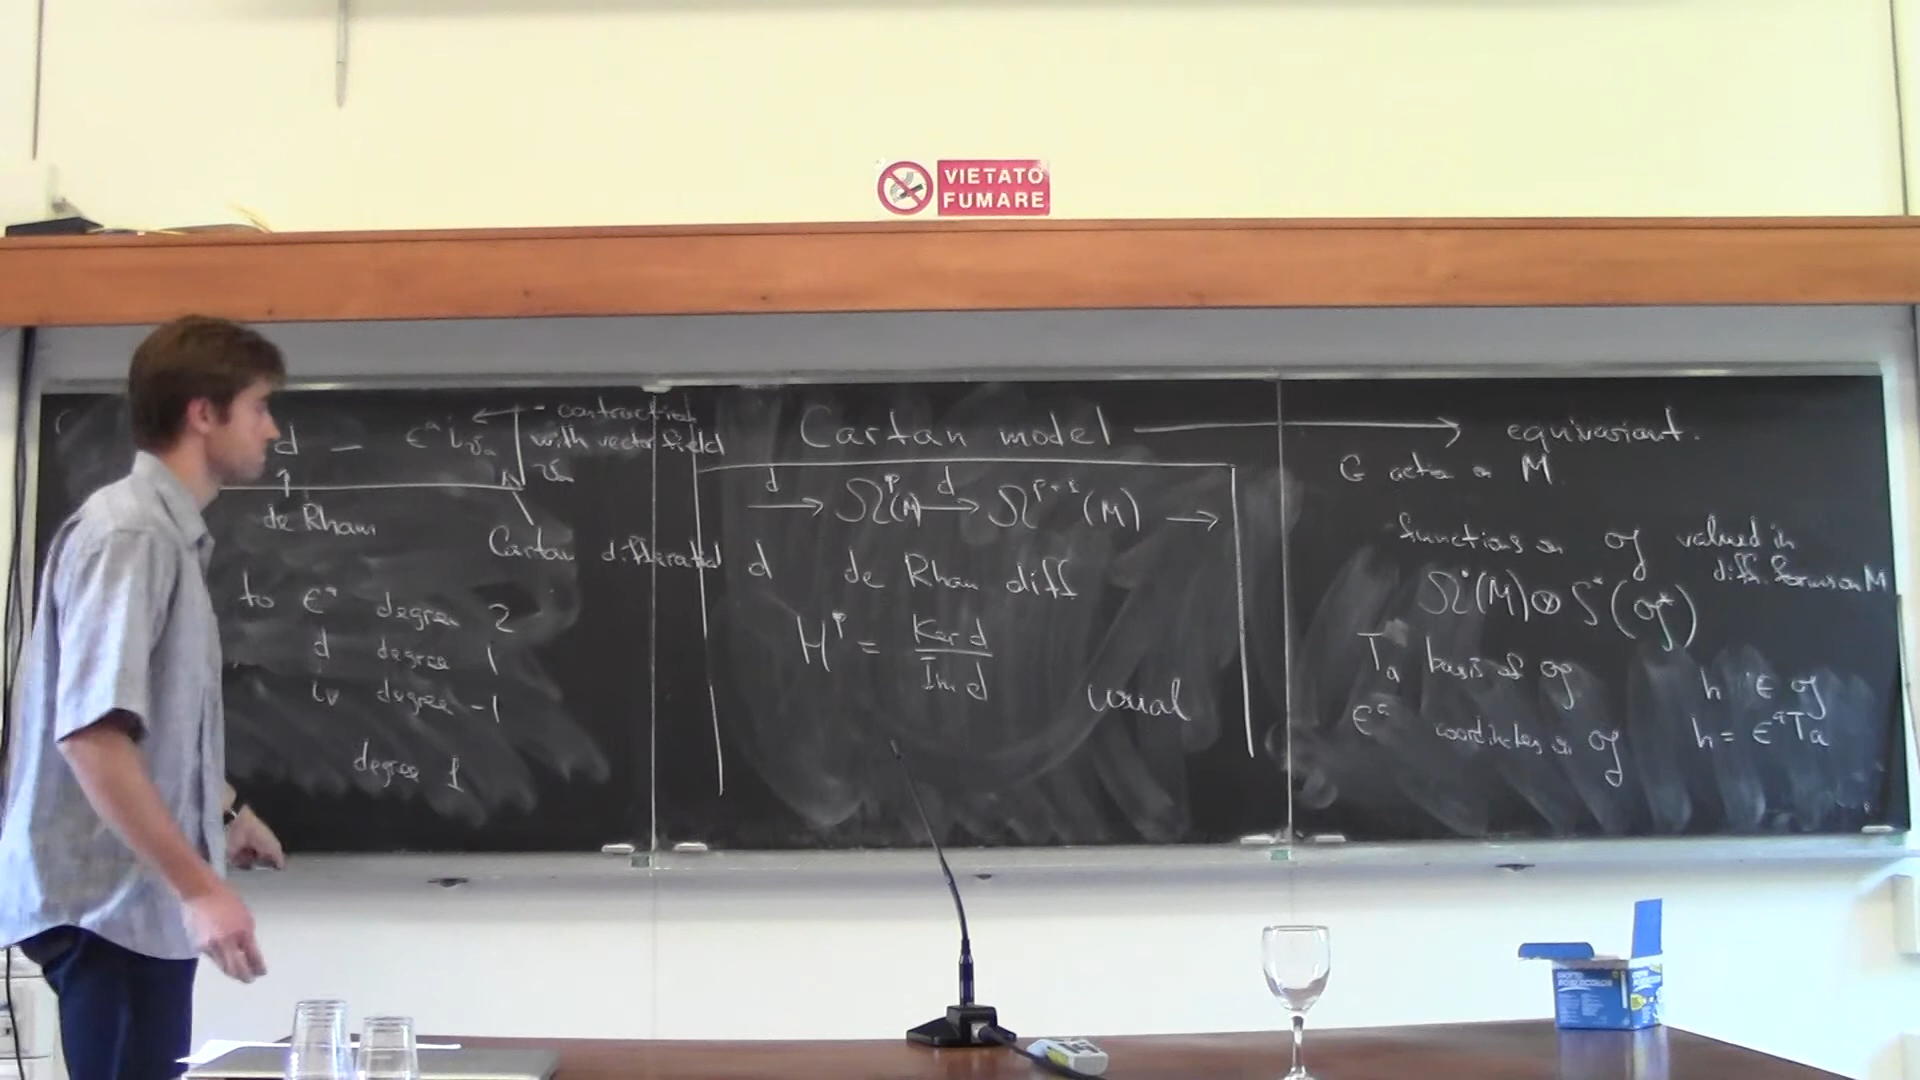 VIETATO
FUMARE
d - ϵ^a i_{v_a}
- contraction
with vector field
v_a
de Rham
Cartan differential
to ϵ^a degree 2
d degree 1
i_v degree -1
degree 1
Cartan model → equivariant.
d→ Ω^p(M) d→ Ω^{p+1}(M) →
d de Rham diff
H^p = Ker d / Im d
usual
G action on M
functions on 𝔤 valued in
diff. forms on M
Ω^•(M) ⊗ S^•(𝔤*)
T_a basis of 𝔤
h ∈ 𝔤
ϵ^a coordinates on 𝔤
h = ϵ^a T_a